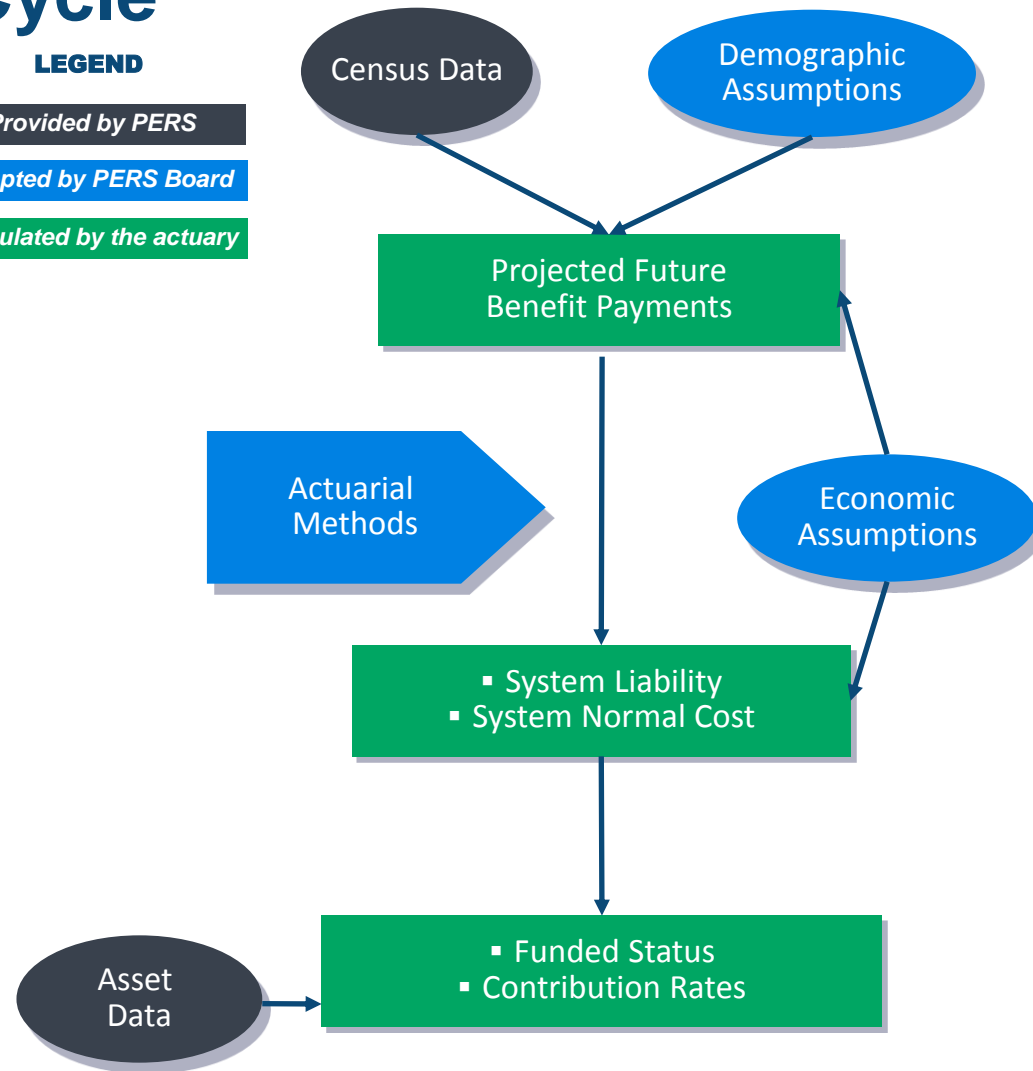 Cycle
LEGEND
Provided by PERS
pted by PERS Board
ulated by the actuary
Census Data
Demographic
Assumptions
Projected Future
Benefit Payments
Actuarial
Methods
Economic
Assumptions
▪ System Liability
▪ System Normal Cost
▪ Funded Status
▪ Contribution Rates
Asset
Data